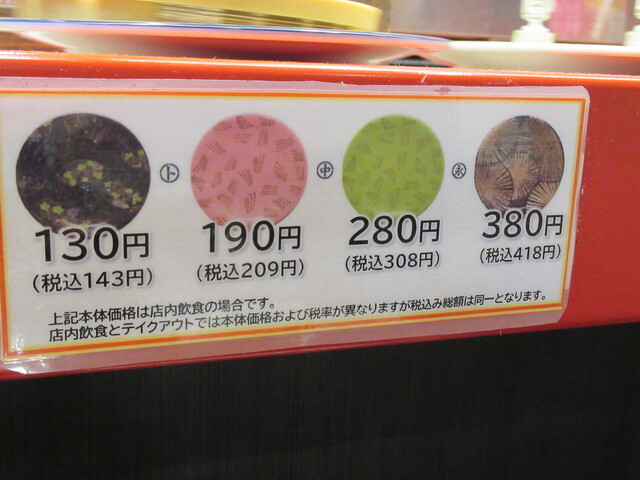 ト 中 永
130円 190円 280円 380円
(税込143円) (税込209円) (税込308円) (税込418円)
上記本体価格は店内飲食の場合です。
店内飲食とテイクアウトでは本体価格および税率が異なりますが税込み総額は同一となります。